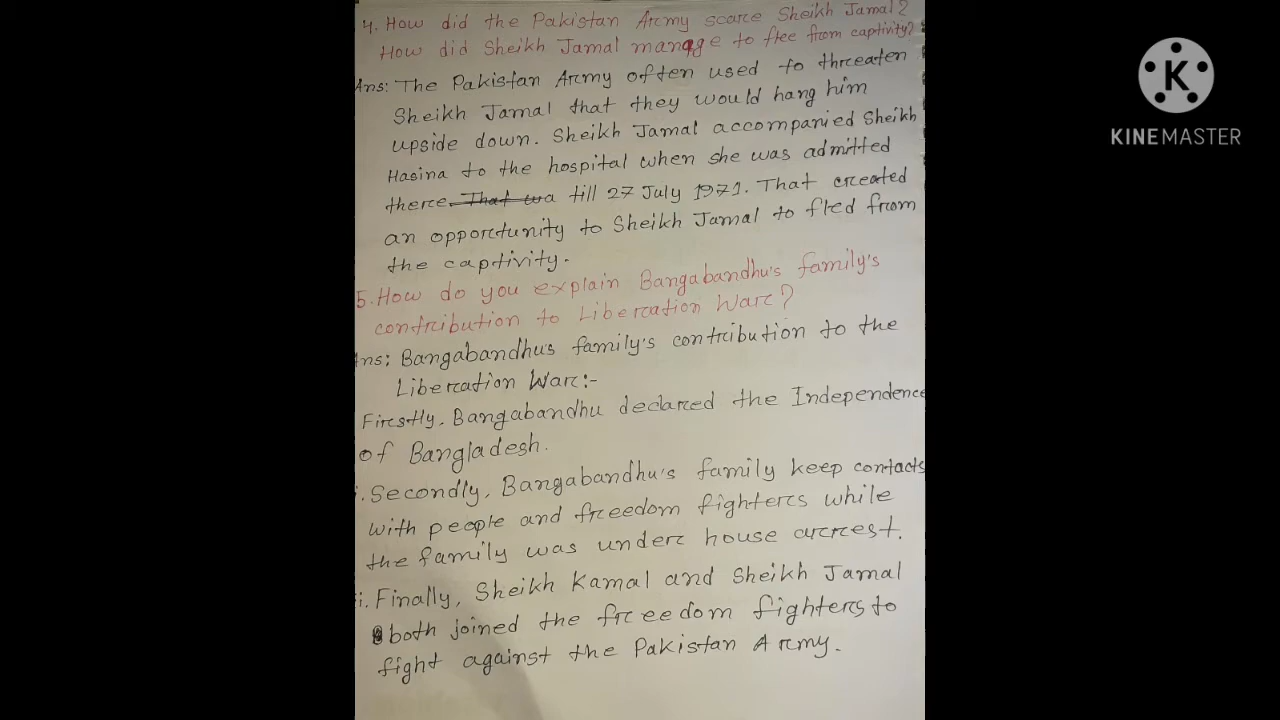 4. How did the Pakistan Army scare Sheikh Jamal?
How did Sheikh Jamal manage to flee from captivity?
Ans: The Pakistan Army often used to threaten
Sheikh Jamal that they would hang him
upside down. Sheikh Jamal accompanied Sheikh
Hasina to the hospital when she was admitted
there. That wa till 27 July 1971. That created
an opportunity to Sheikh Jamal to fled from
the captivity.
5. How do you explain Bangabandhu's family's
contribution to Liberation War?
Ans: Bangabandhu's family's contribution to the
Liberation War:-
Firstly, Bangabandhu declared the Independence
of Bangladesh.
i. Secondly, Bangabandhu's family keep contacts
with people and freedom fighters while
the family was under house arrest.
i. Finally, Sheikh Kamal and Sheikh Jamal
both joined the freedom fighters to
fight against the Pakistan Army.
K
KINEMASTER